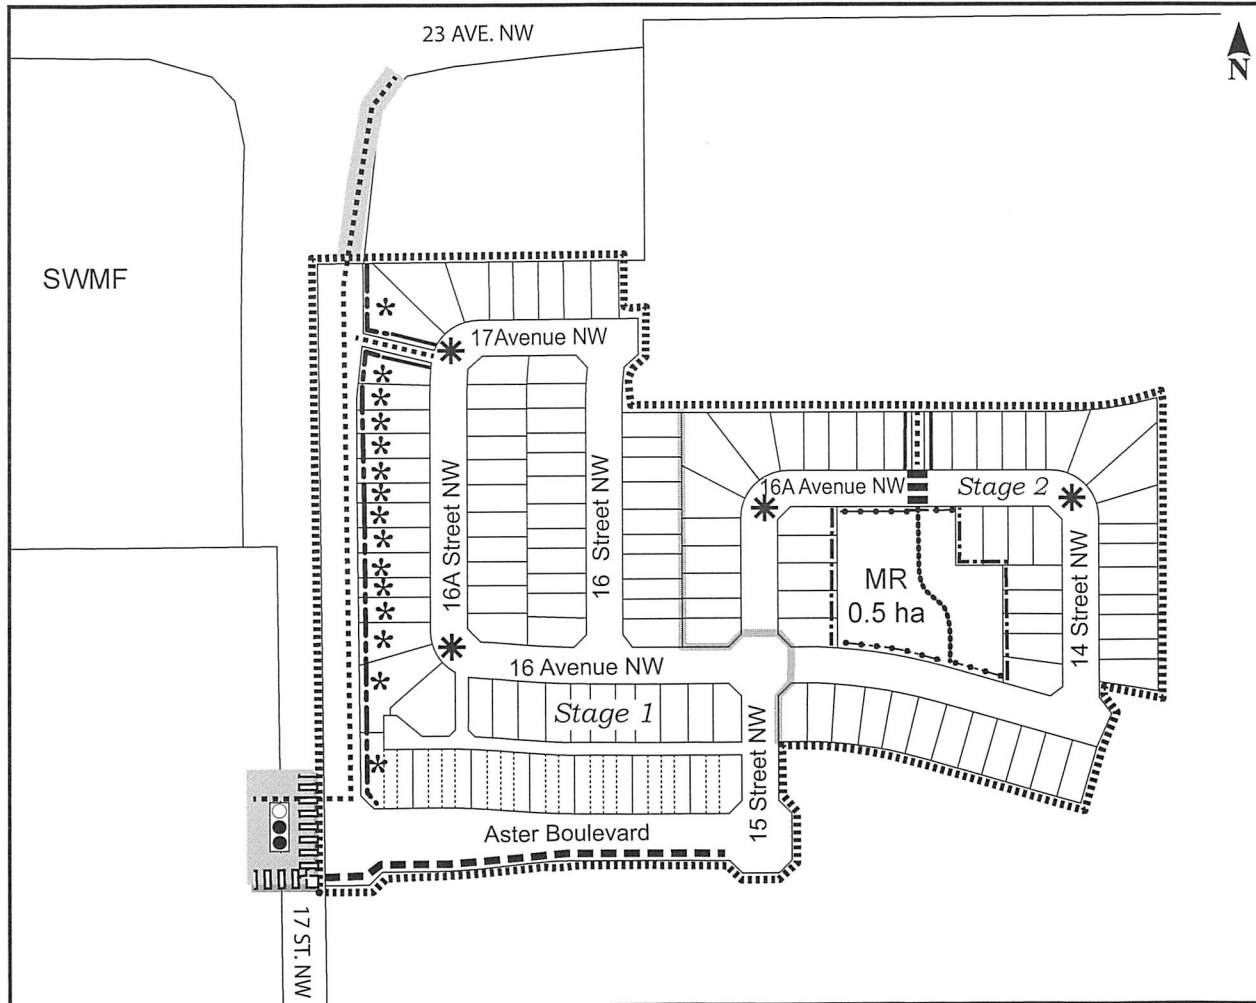 23 AVE. NW
N
SWMF
17Avenue NW
16A Street NW
16 Street NW
16A Avenue NW
Stage 2
MR
0.5 ha
14 Street NW
16 Avenue NW
Stage 1
15 Street NW
Aster Boulevard
17 ST. NW